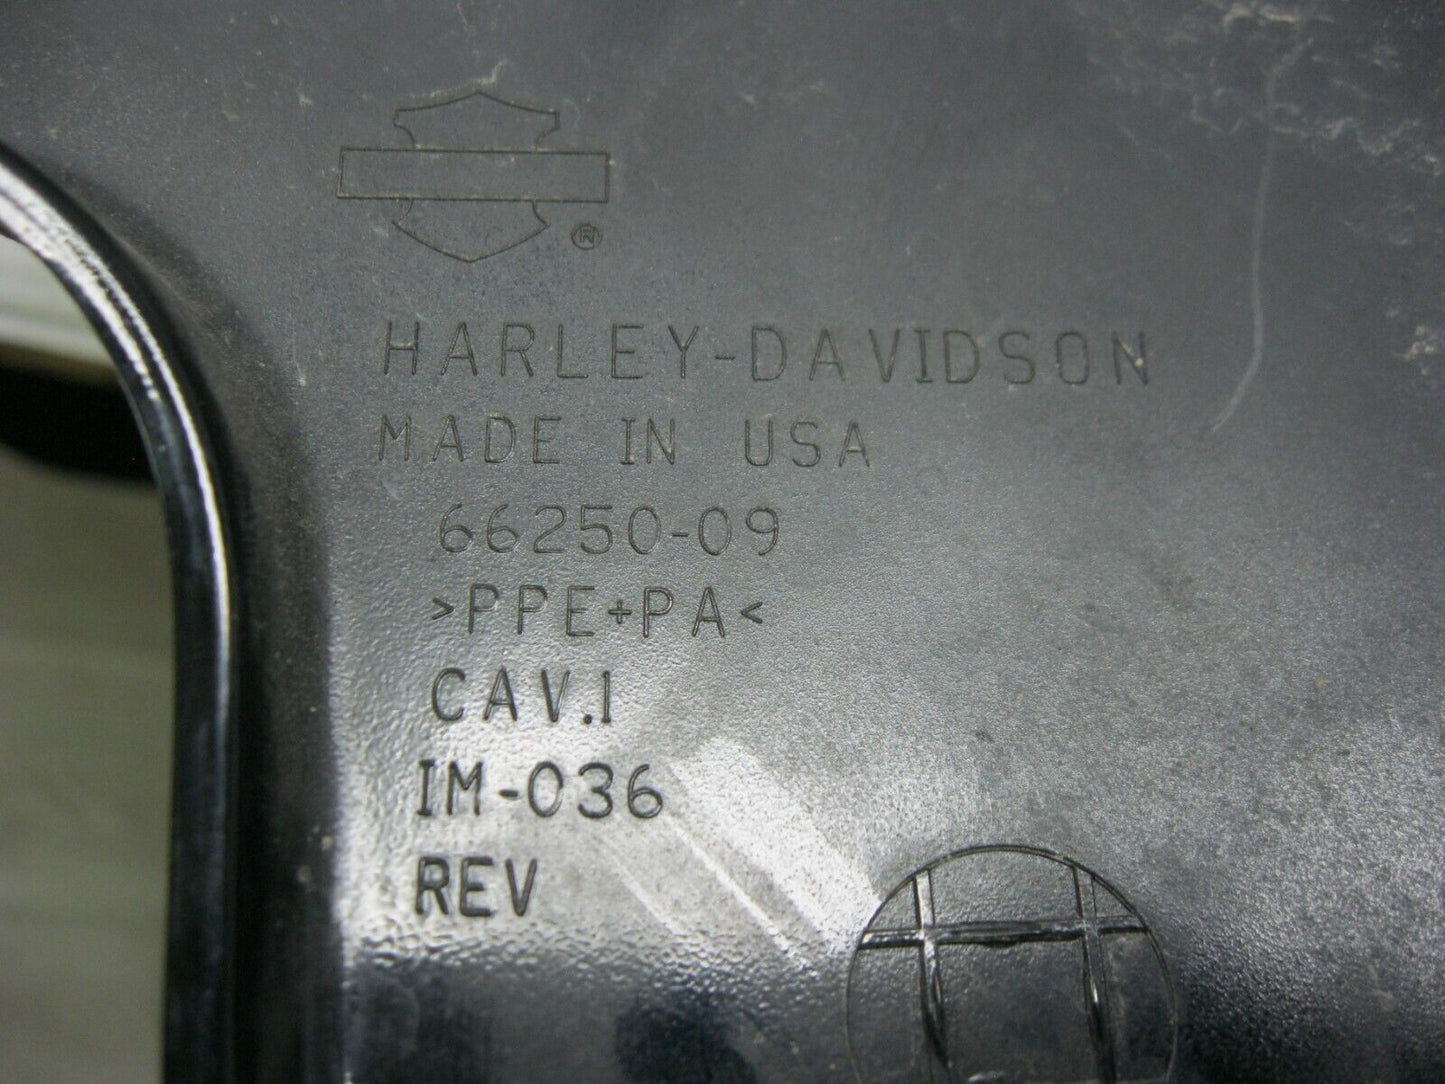 ®
HARLEY-DAVIDSON
MADE IN USA
66250-09
>PPE+PA<
CAV.1
IM-036
REV